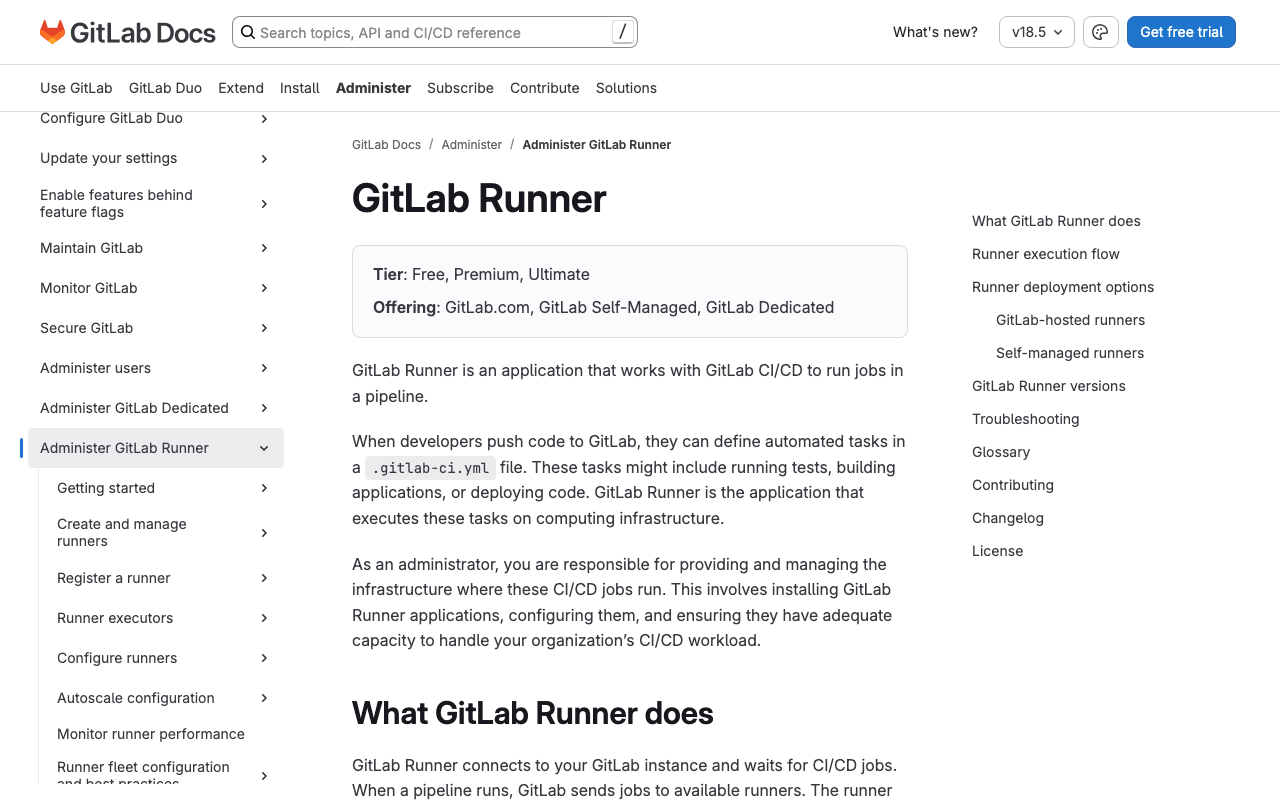 GitLab Docs
Search topics, API and CI/CD reference
/
What's new?
v18.5
Get free trial
Use GitLab
GitLab Duo
Extend
Install
Administer
Subscribe
Contribute
Solutions
Configure GitLab Duo
Update your settings
Enable features behind
feature flags
Maintain GitLab
Monitor GitLab
Secure GitLab
Administer users
Administer GitLab Dedicated
Administer GitLab Runner
Getting started
Create and manage
runners
Register a runner
Runner executors
Configure runners
Autoscale configuration
Monitor runner performance
Runner fleet configuration
and best practices
GitLab Docs / Administer / Administer GitLab Runner
GitLab Runner
Tier: Free, Premium, Ultimate
Offering: GitLab.com, GitLab Self-Managed, GitLab Dedicated
GitLab Runner is an application that works with GitLab CI/CD to run jobs in
a pipeline.
When developers push code to GitLab, they can define automated tasks in
a .gitlab-ci.yml file. These tasks might include running tests, building
applications, or deploying code. GitLab Runner is the application that
executes these tasks on computing infrastructure.
As an administrator, you are responsible for providing and managing the
infrastructure where these CI/CD jobs run. This involves installing GitLab
Runner applications, configuring them, and ensuring they have adequate
capacity to handle your organization’s CI/CD workload.
What GitLab Runner does
GitLab Runner connects to your GitLab instance and waits for CI/CD jobs.
When a pipeline runs, GitLab sends jobs to available runners. The runner
What GitLab Runner does
Runner execution flow
Runner deployment options
GitLab-hosted runners
Self-managed runners
GitLab Runner versions
Troubleshooting
Glossary
Contributing
Changelog
License